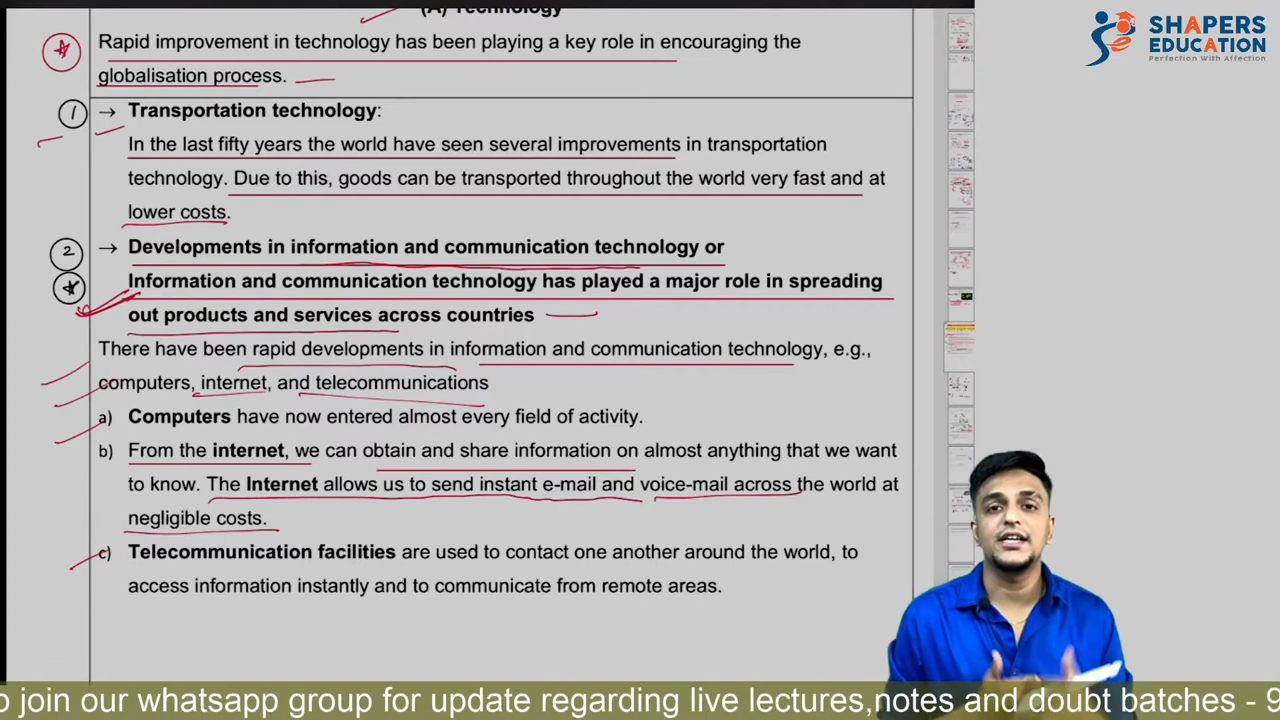 (A) Technology
SHAPERS
EDUCATION
Perfection With Affection
Rapid improvement in technology has been playing a key role in encouraging the
globalisation process.
1 → Transportation technology:
In the last fifty years the world have seen several improvements in transportation
technology. Due to this, goods can be transported throughout the world very fast and at
lower costs.
2 → Developments in information and communication technology or
Information and communication technology has played a major role in spreading
out products and services across countries
There have been rapid developments in information and communication technology, e.g.,
computers, internet, and telecommunications
a) Computers have now entered almost every field of activity.
b) From the internet, we can obtain and share information on almost anything that we want
to know. The Internet allows us to send instant e-mail and voice-mail across the world at
negligible costs.
c) Telecommunication facilities are used to contact one another around the world, to
access information instantly and to communicate from remote areas.
o join our whatsapp group for update regarding live lectures,notes and doubt batches - 9